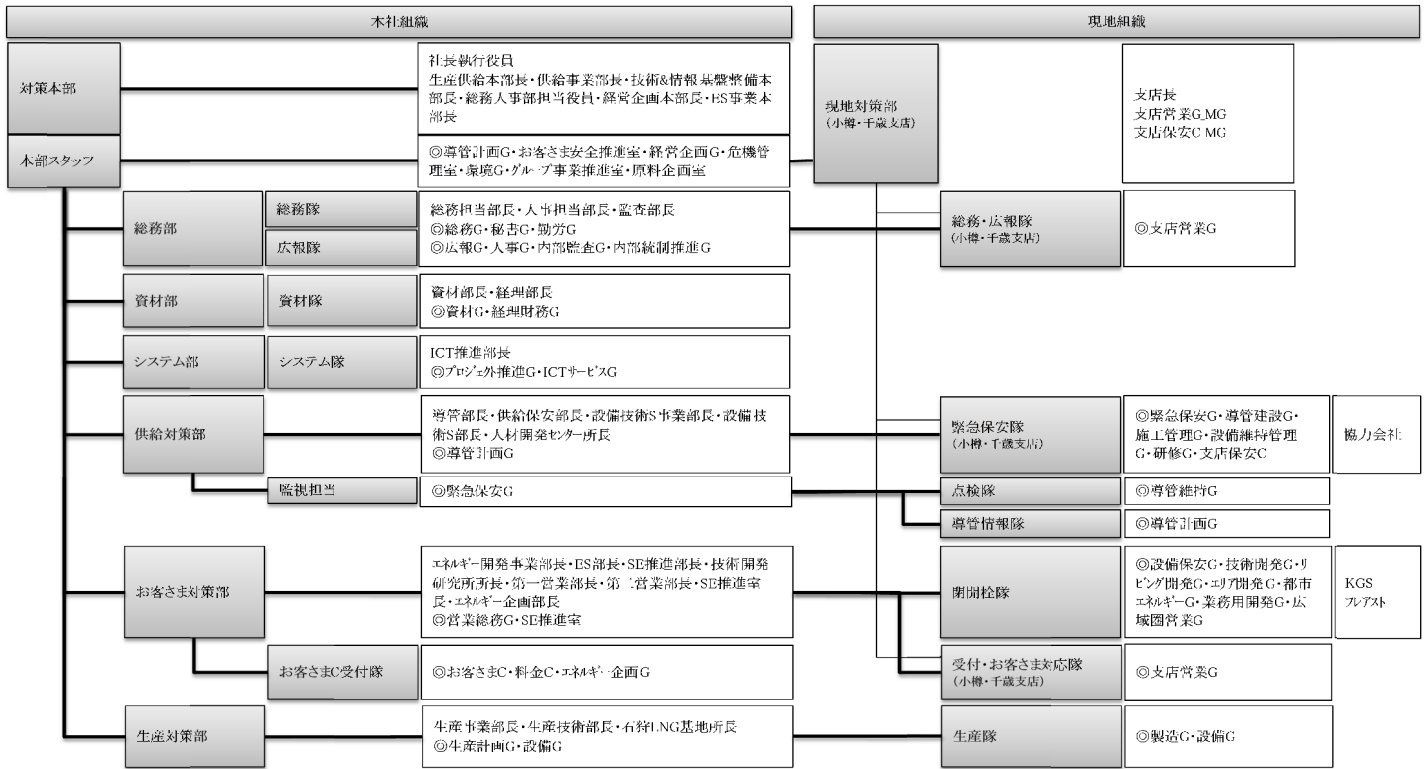 本社組織
現地組織
対策本部
社長執行役員
生産供給本部長・供給事業部長・技術&情報基盤整備本
部長・総務人事部担当役員・経営企画本部長・ES事業本
部長
現地対策部
(小樽・千歳支店)
支店長
支店営業G_MG
支店保安C_MG
本部スタッフ
◎導管計画G・お客さま安全推進室・経営企画G・危機管
理室・環境G・グループ事業推進室・原料企画室
総務部
総務隊
広報隊
総務担当部長・人事担当部長・監査部長
◎総務G・秘書G・勤労G
◎広報G・人事G・内部監査G・内部統制推進G
総務・広報隊
(小樽・千歳支店)
◎支店営業G
資材部
資材隊
資材部長・経理部長
◎資材G・経理財務G
システム部
システム隊
ICT推進部長
◎プロジェクト推進G・ICTサービスG
供給対策部
導管部長・供給保安部長・設備技術S事業部長・設備技
術S部長・人材開発センター所長
◎導管計画G
緊急保安隊
(小樽・千歳支店)
◎緊急保安G・導管建設G・
施工管理G・設備維持管理
G・研修G・支店保安C
協力会社
監視担当
◎緊急保安G
点検隊
◎導管維持G
導管情報隊
◎導管計画G
お客さま対策部
エネルギー開発事業部長・ES部長・SE推進部長・技術開発
研究所所長・第一営業部長・第二営業部長・SE推進室
長・エネルギー企画部長
◎営業総務G・SE推進室
閉開栓隊
◎設備保安G・技術開発G・リ
ビング開発G・エリア開発G・都市
エネルギーG・業務用開発G・広
域圏営業G
KGS
フレアスト
お客さまC受付隊
◎お客さまC・料金C・エネルギー企画G
受付・お客さま対応隊
(小樽・千歳支店)
◎支店営業G
生産対策部
生産事業部長・生産技術部長・石狩LNG基地所長
◎生産計画G・設備G
生産隊
◎製造G・設備G